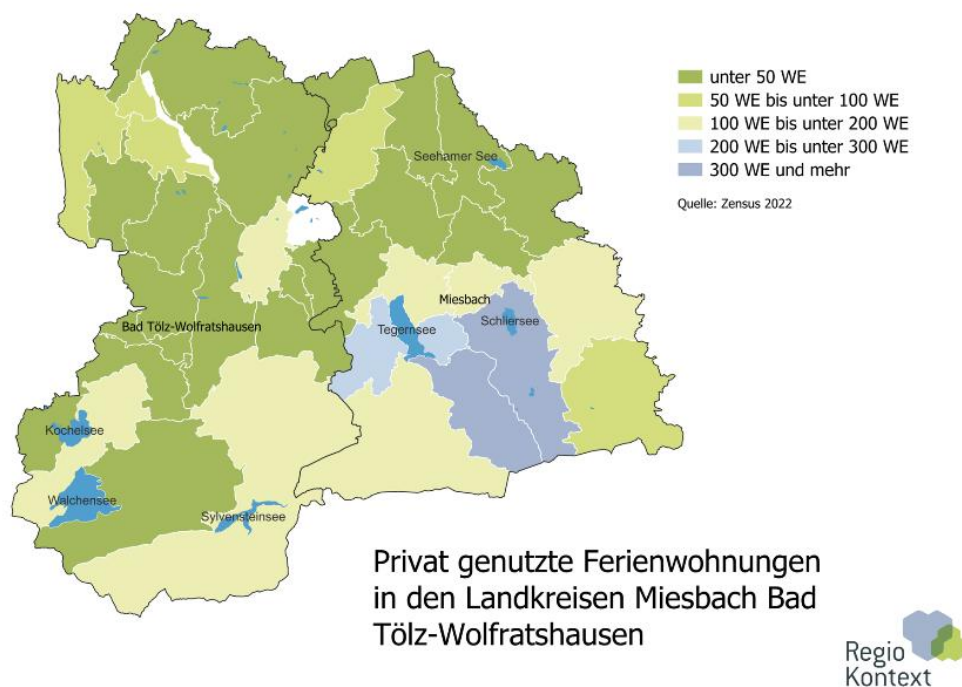 unter 50 WE
50 WE bis unter 100 WE
100 WE bis unter 200 WE
200 WE bis unter 300 WE
300 WE und mehr
Quelle: Zensus 2022
Seehamer See
Miesbach
Bad Tölz-Wolfratshausen
Tegernsee
Schliersee
Kochelsee
Walchensee
Sylvensteinsee
Privat genutzte Ferienwohnungen
in den Landkreisen Miesbach Bad
Tölz-Wolfratshausen
Regio
Kontext